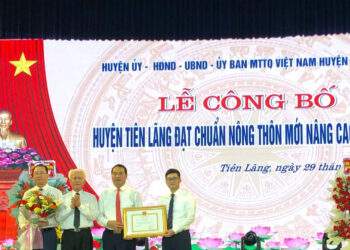 HUYỆN ỦY - HĐND - UBND - ỦY BAN MTTQ VIỆT NAM HUYỆN
LỄ CÔNG BỐ
HUYỆN TIÊN LÃNG ĐẠT CHUẨN NÔNG THÔN MỚI NÂNG CA
Tiên Lãng, ngày 29 thán